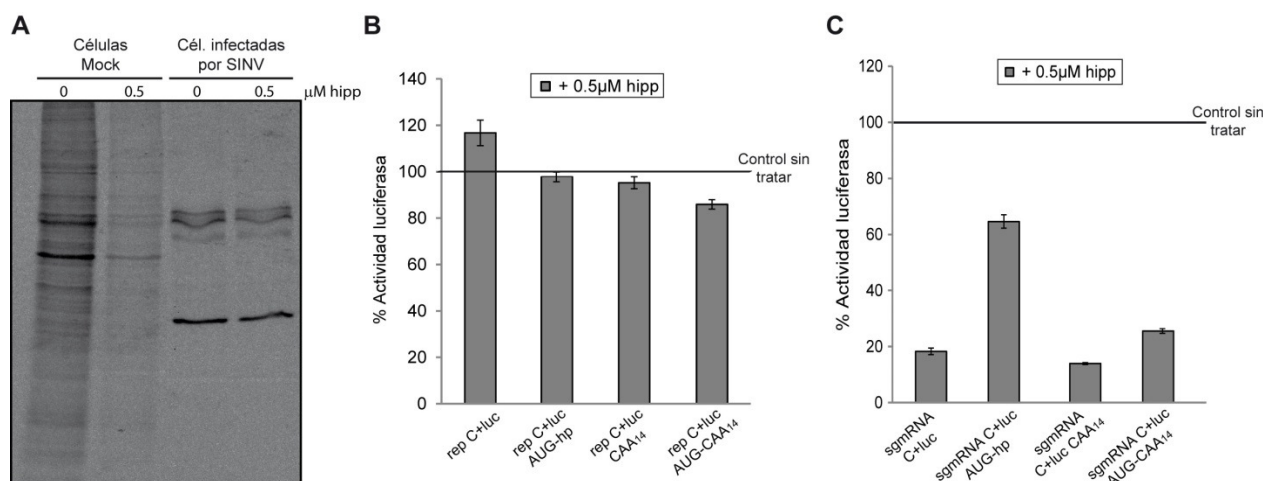 A
Células
Mock
Cél. infectadas
por SINV
0
0.5
0
0.5
μM hipp
B
+ 0.5μM hipp
% Actividad luciferasa
140
120
100
80
60
40
20
0
Control sin
tratar
rep C+luc
rep C+luc
AUG-hp
rep C+luc
CAA₁₄
rep C+luc
AUG-CAA₁₄
C
+ 0.5μM hipp
% Actividad luciferasa
120
100
80
60
40
20
0
Control sin
tratar
sgmRNA
C+luc
sgmRNA C+luc
AUG-hp
sgmRNA
C+luc CAA₁₄
sgmRNA C+luc
AUG-CAA₁₄